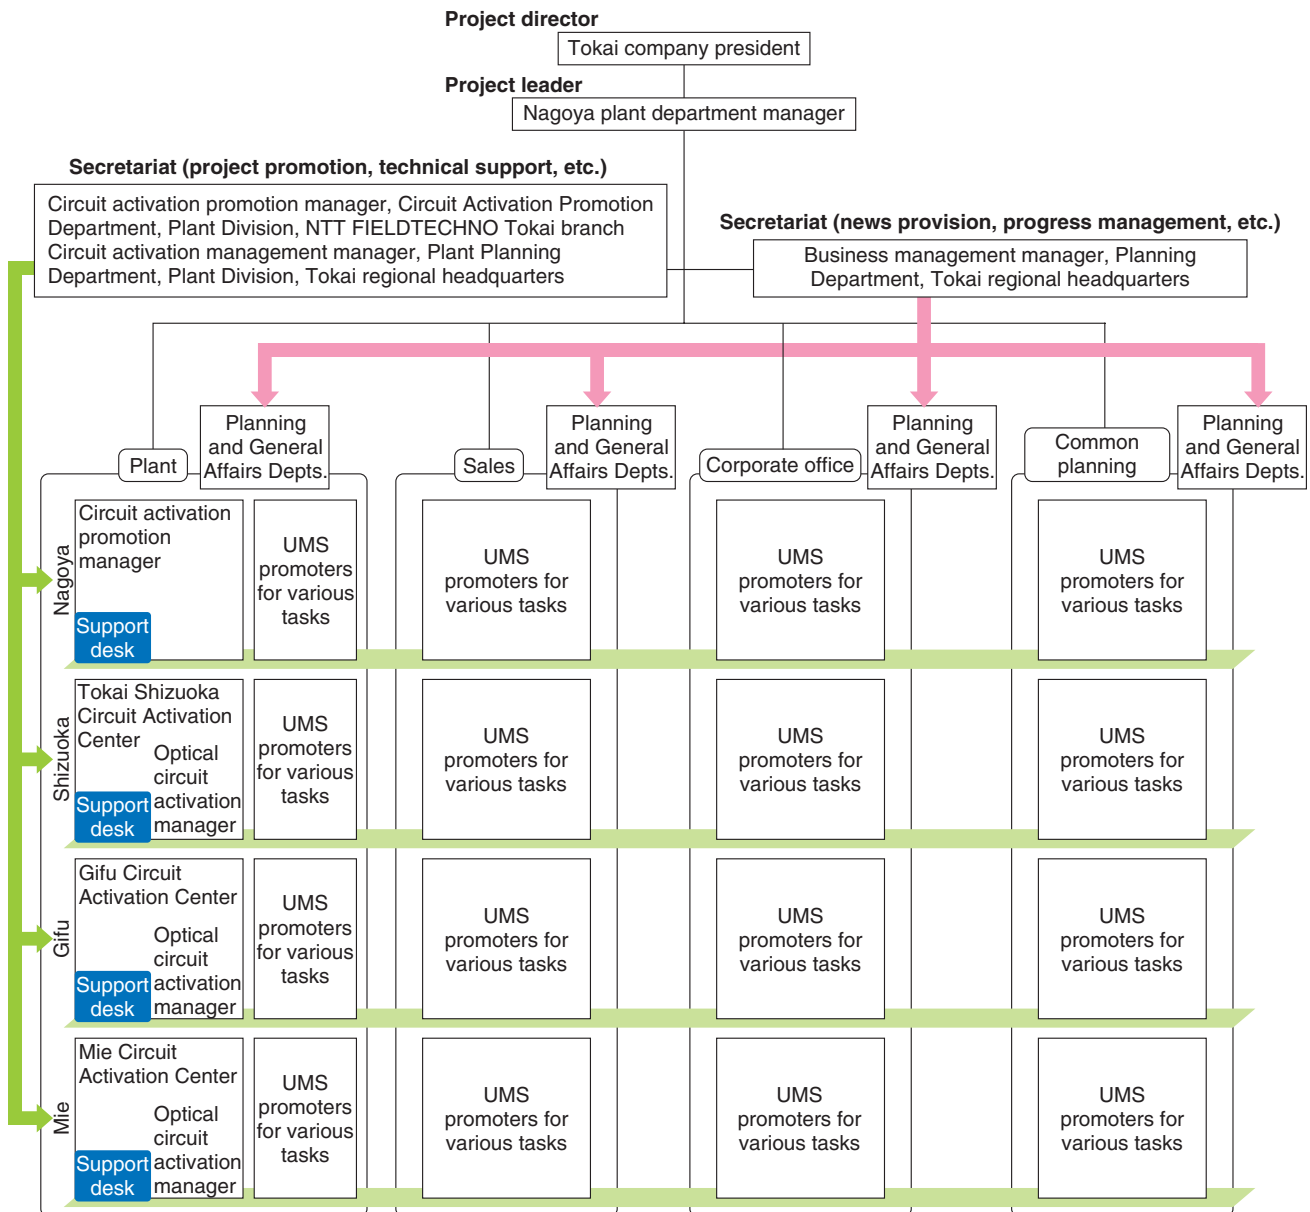 Project director
Tokai company president
Project leader
Nagoya plant department manager
Secretariat (project promotion, technical support, etc.)
Circuit activation promotion manager, Circuit Activation Promotion
Department, Plant Division, NTT FIELDTECHNO Tokai branch
Circuit activation management manager, Plant Planning
Department, Plant Division, Tokai regional headquarters
Secretariat (news provision, progress management, etc.)
Business management manager, Planning
Department, Tokai regional headquarters
Plant
Planning
and General
Affairs Depts.
Sales
Planning
and General
Affairs Depts.
Corporate office
Planning
and General
Affairs Depts.
Common
planning
Planning
and General
Affairs Depts.
Nagoya
Circuit activation
promotion
manager
Support
desk
UMS
promoters
for various
tasks
UMS
promoters for
various tasks
UMS
promoters for
various tasks
UMS
promoters for
various tasks
Shizuoka
Tokai Shizuoka
Circuit Activation
Center
Optical
circuit
activation
manager
Support
desk
UMS
promoters
for various
tasks
UMS
promoters for
various tasks
UMS
promoters for
various tasks
UMS
promoters for
various tasks
Gifu
Gifu Circuit
Activation Center
Optical
circuit
activation
manager
Support
desk
UMS
promoters
for various
tasks
UMS
promoters for
various tasks
UMS
promoters for
various tasks
UMS
promoters for
various tasks
Mie
Mie Circuit
Activation Center
Optical
circuit
activation
manager
Support
desk
UMS
promoters
for various
tasks
UMS
promoters for
various tasks
UMS
promoters for
various tasks
UMS
promoters for
various tasks